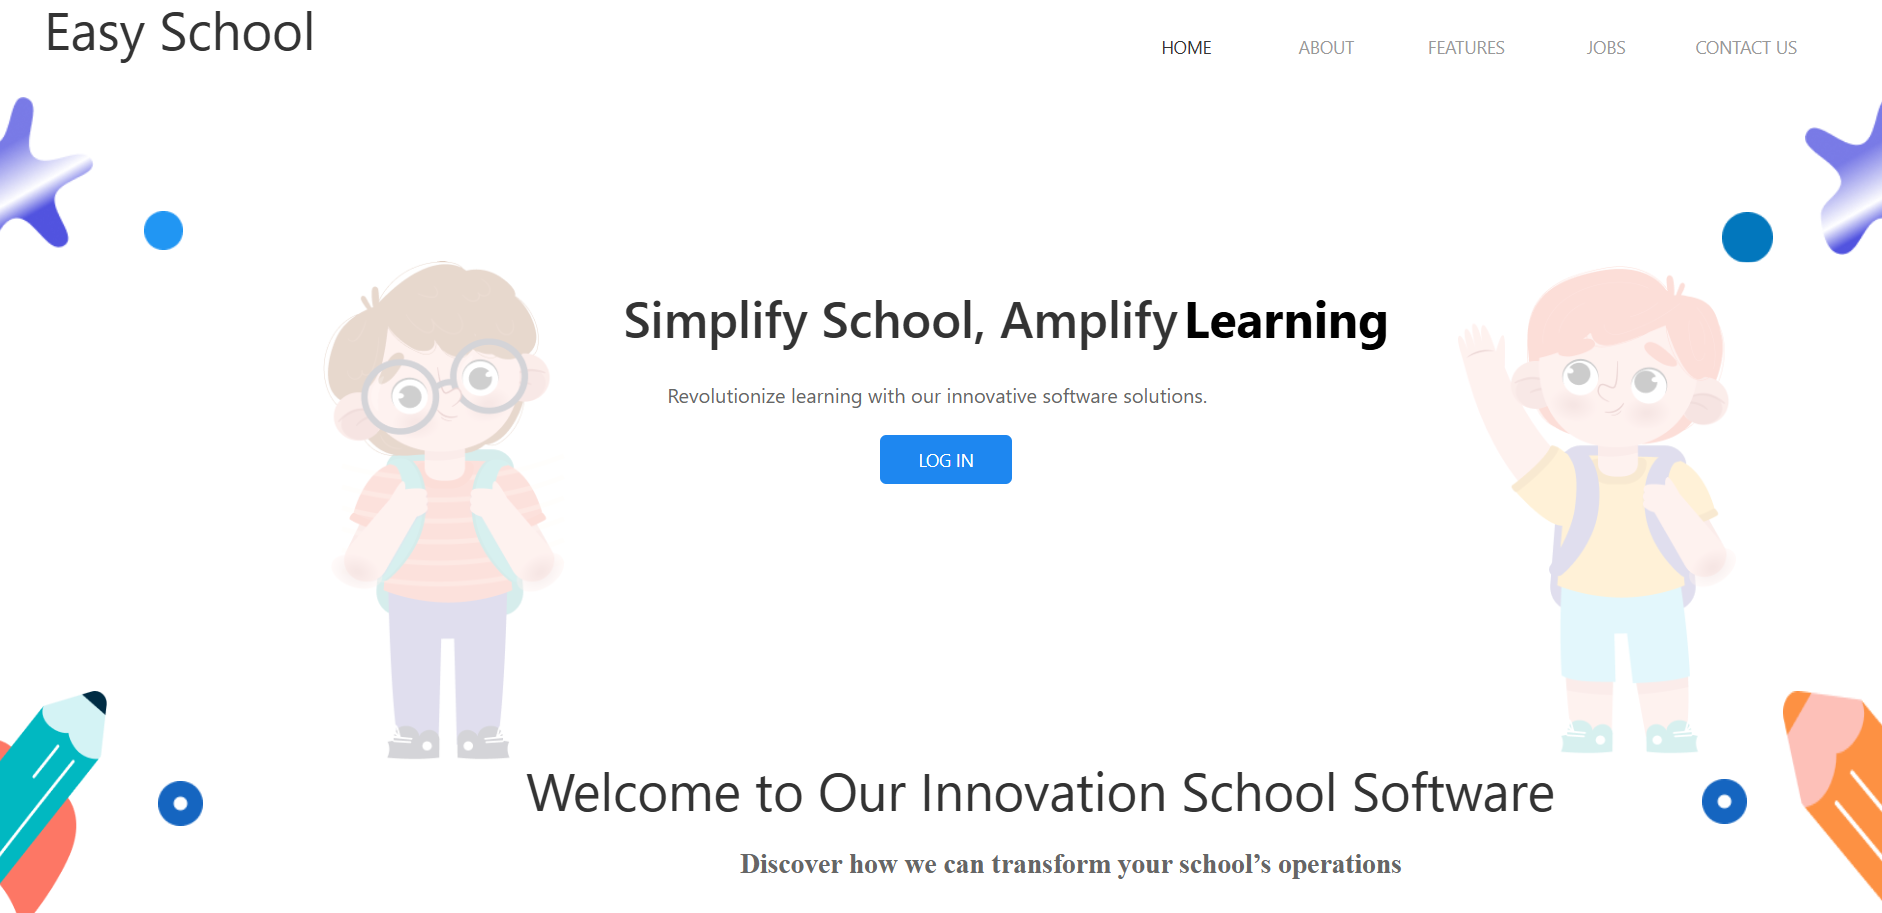 Easy School
HOME ABOUT FEATURES JOBS CONTACT US
Simplify School, Amplify Learning
Revolutionize learning with our innovative software solutions.
LOG IN
Welcome to Our Innovation School Software
Discover how we can transform your school’s operations